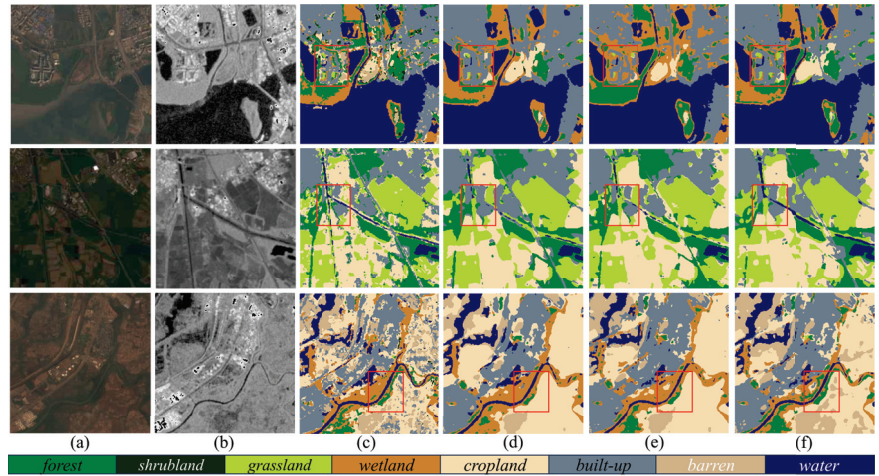 (a) (b) (c) (d) (e) (f)
forest shrubland grassland wetland cropland built-up barren water